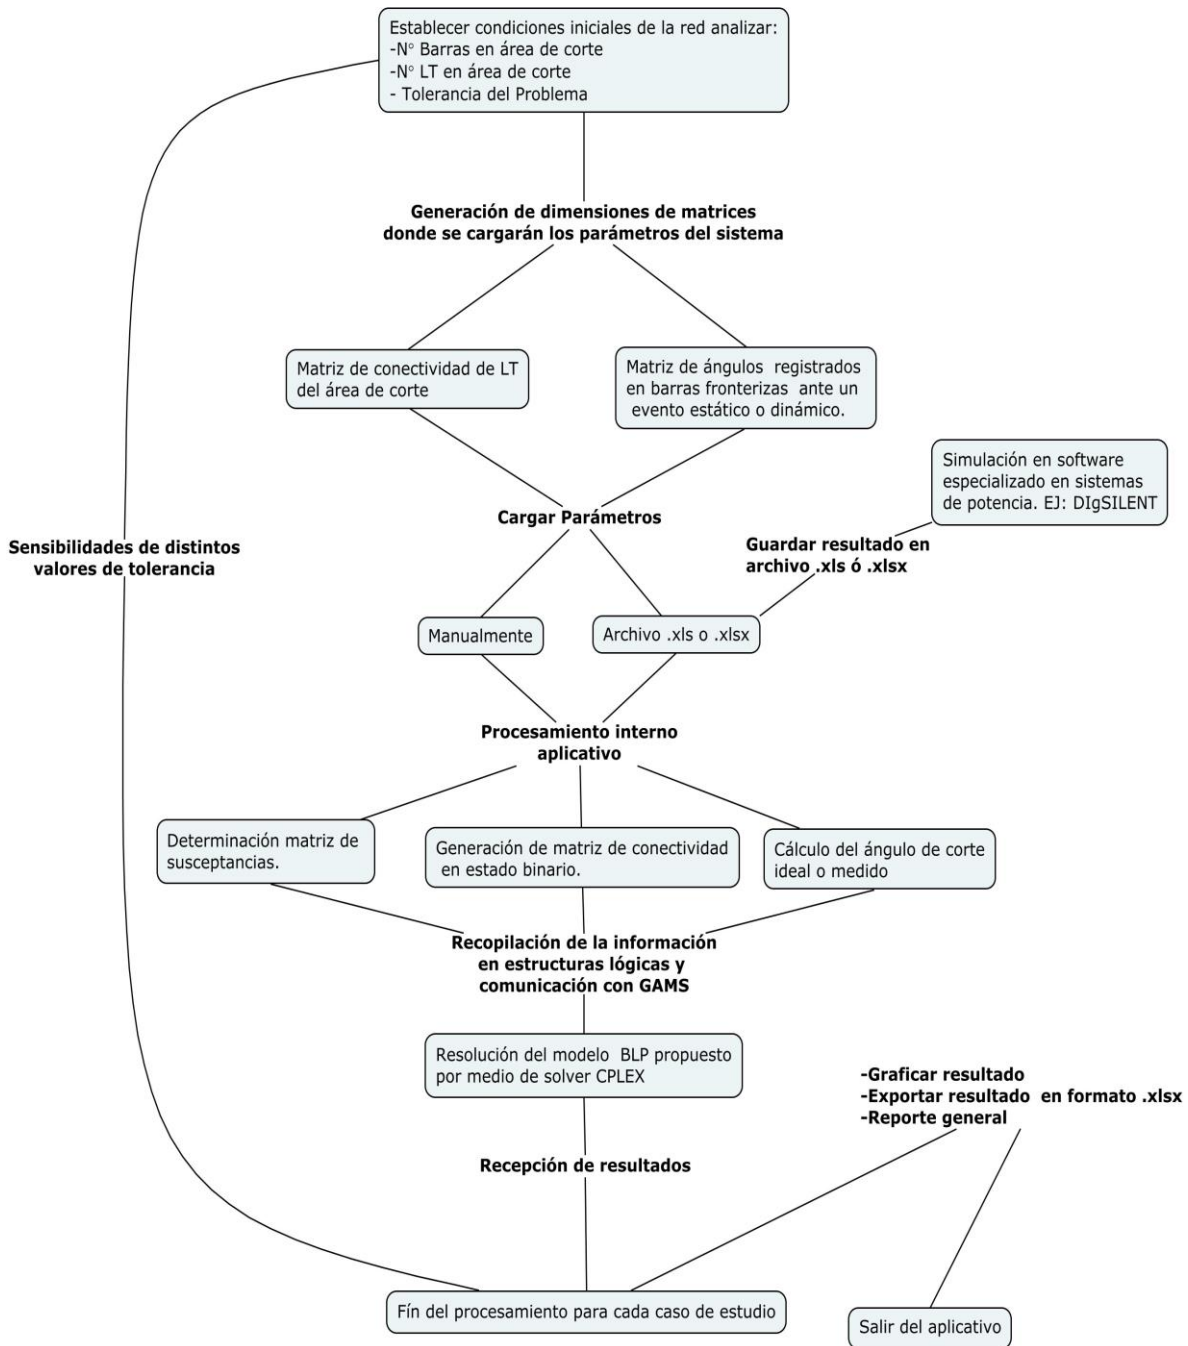 Establecer condiciones iniciales de la red analizar:
-N° Barras en área de corte
-N° LT en área de corte
- Tolerancia del Problema
Generación de dimensiones de matrices
donde se cargarán los parámetros del sistema
Matriz de conectividad de LT
del área de corte
Matriz de ángulos registrados
en barras fronterizas ante un
evento estático o dinámico.
Simulación en software
especializado en sistemas
de potencia. EJ: DIgSILENT
Cargar Parámetros
Sensibilidades de distintos
valores de tolerancia
Guardar resultado en
archivo .xls ó .xlsx
Manualmente
Archivo .xls o .xlsx
Procesamiento interno
aplicativo
Determinación matriz de
susceptancias.
Generación de matriz de conectividad
en estado binario.
Cálculo del ángulo de corte
ideal o medido
Recopilación de la información
en estructuras lógicas y
comunicación con GAMS
Resolución del modelo BLP propuesto
por medio de solver CPLEX
-Graficar resultado
-Exportar resultado en formato .xlsx
-Reporte general
Recepción de resultados
Fín del procesamiento para cada caso de estudio
Salir del aplicativo